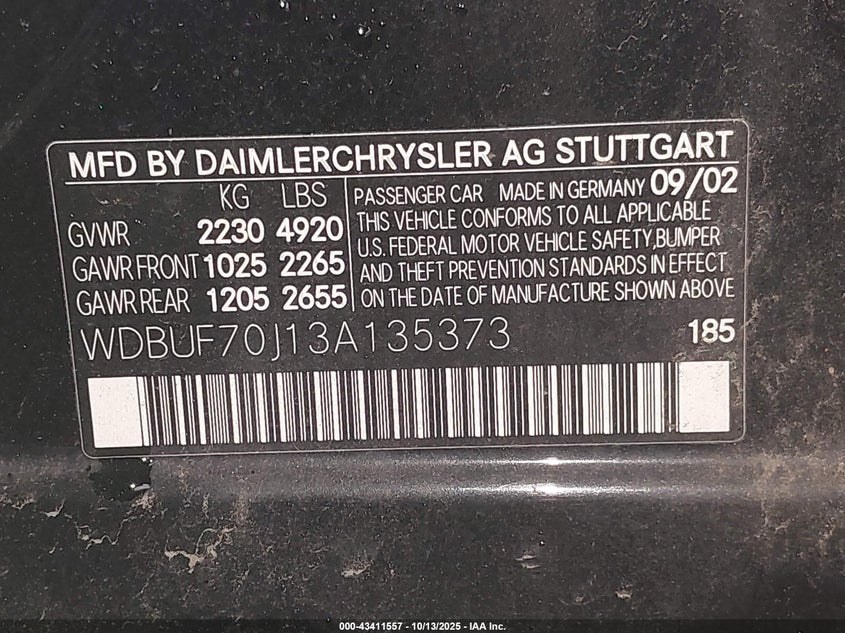 MFD BY DAIMLERCHRYSLER AG STUTTGART
KG LBS
GVWR 2230 4920
GAWR FRONT 1025 2265
GAWR REAR 1205 2655
PASSENGER CAR MADE IN GERMANY 09/02
THIS VEHICLE CONFORMS TO ALL APPLICABLE
U.S. FEDERAL MOTOR VEHICLE SAFETY,BUMPER
AND THEFT PREVENTION STANDARDS IN EFFECT
ON THE DATE OF MANUFACTURE SHOWN ABOVE
WDBUF70J13A135373 185
000-43411557 - 10/13/2025 - IAA Inc.